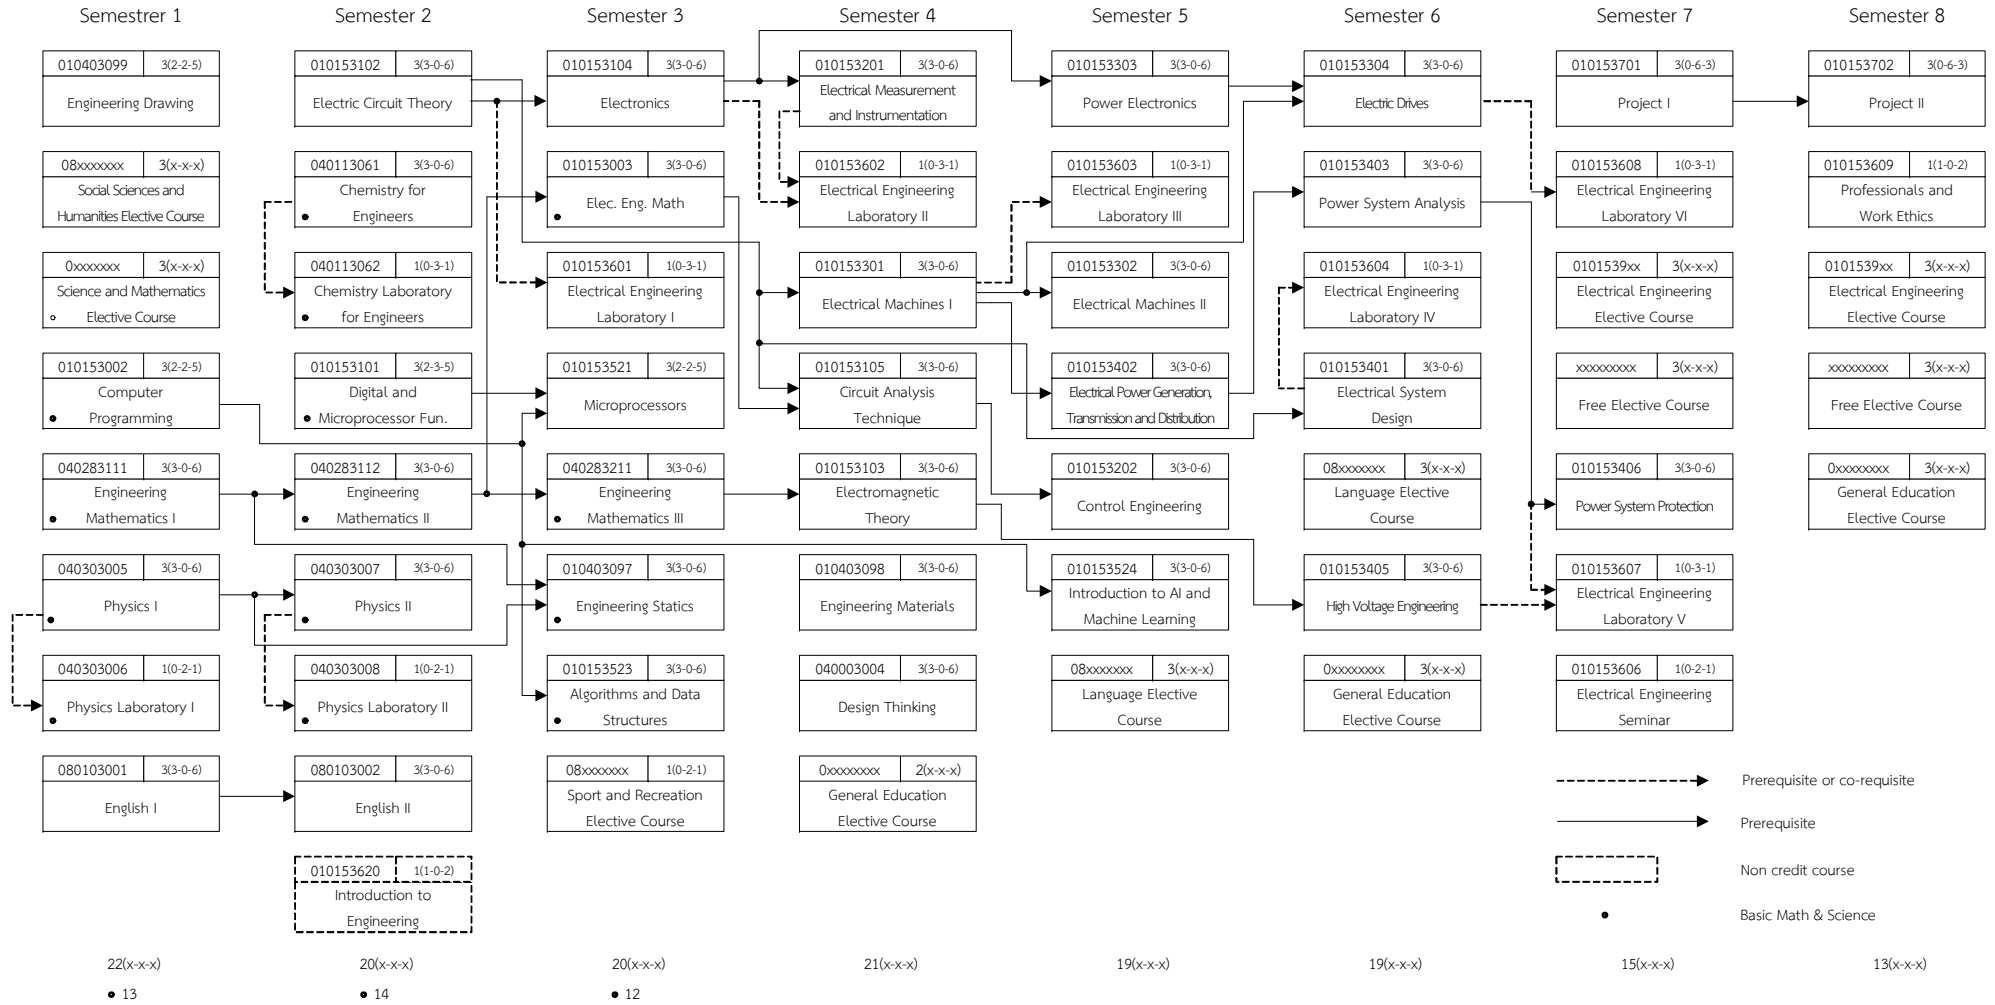 Semestrer 1
Semester 2
Semester 3
Semester 4
Semester 5
Semester 6
Semester 7
Semester 8
010403099 3(2-2-5)
Engineering Drawing
08xxxxxxx 3(x-x-x)
Social Sciences and
Humanities Elective Course
0xxxxxxx 3(x-x-x)
Science and Mathematics
Elective Course
010153002 3(2-2-5)
Computer
Programming
040283111 3(3-0-6)
Engineering
Mathematics I
040303005 3(3-0-6)
Physics I
040303006 1(0-2-1)
Physics Laboratory I
080103001 3(3-0-6)
English I
22(x-x-x)
13
010153102 3(3-0-6)
Electric Circuit Theory
040113061 3(3-0-6)
Chemistry for
Engineers
040113062 1(0-3-1)
Chemistry Laboratory
for Engineers
010153101 3(2-3-5)
Digital and
Microprocessor Fun.
040283112 3(3-0-6)
Engineering
Mathematics II
040303007 3(3-0-6)
Physics II
040303008 1(0-2-1)
Physics Laboratory II
080103002 3(3-0-6)
English II
010153620 1(1-0-2)
Introduction to
Engineering
20(x-x-x)
14
010153104 3(3-0-6)
Electronics
010153003 3(3-0-6)
Elec. Eng. Math
010153601 1(0-3-1)
Electrical Engineering
Laboratory I
010153521 3(2-2-5)
Microprocessors
040283211 3(3-0-6)
Engineering
Mathematics III
010403097 3(3-0-6)
Engineering Statics
010153523 3(3-0-6)
Algorithms and Data
Structures
08xxxxxxx 1(0-2-1)
Sport and Recreation
Elective Course
20(x-x-x)
12
010153201 3(3-0-6)
Electrical Measurement
and Instrumentation
010153602 1(0-3-1)
Electrical Engineering
Laboratory II
010153301 3(3-0-6)
Electrical Machines I
010153105 3(3-0-6)
Circuit Analysis
Technique
010153103 3(3-0-6)
Electromagnetic
Theory
010403098 3(3-0-6)
Engineering Materials
040003004 3(3-0-6)
Design Thinking
0xxxxxxxx 2(x-x-x)
General Education
Elective Course
21(x-x-x)
010153303 3(3-0-6)
Power Electronics
010153603 1(0-3-1)
Electrical Engineering
Laboratory III
010153302 3(3-0-6)
Electrical Machines II
010153402 3(3-0-6)
Electrical Power Generation,
Transmission and Distribution
010153202 3(3-0-6)
Control Engineering
010153524 3(3-0-6)
Introduction to AI and
Machine Learning
08xxxxxxx 3(x-x-x)
Language Elective
Course
19(x-x-x)
010153304 3(3-0-6)
Electric Drives
010153403 3(3-0-6)
Power System Analysis
010153604 1(0-3-1)
Electrical Engineering
Laboratory IV
010153401 3(3-0-6)
Electrical System
Design
08xxxxxxx 3(x-x-x)
Language Elective
Course
010153405 3(3-0-6)
High Voltage Engineering
0xxxxxxxx 3(x-x-x)
General Education
Elective Course
19(x-x-x)
010153701 3(0-6-3)
Project I
010153608 1(0-3-1)
Electrical Engineering
Laboratory VI
0101539xx 3(x-x-x)
Electrical Engineering
Elective Course
xxxxxxxxx 3(x-x-x)
Free Elective Course
010153406 3(3-0-6)
Power System Protection
010153607 1(0-3-1)
Electrical Engineering
Laboratory V
010153606 1(0-2-1)
Electrical Engineering
Seminar
15(x-x-x)
010153702 3(0-6-3)
Project II
010153609 1(1-0-2)
Professionals and
Work Ethics
0101539xx 3(x-x-x)
Electrical Engineering
Elective Course
xxxxxxxxx 3(x-x-x)
Free Elective Course
0xxxxxxxx 3(x-x-x)
General Education
Elective Course
13(x-x-x)
Prerequisite or co-requisite
Prerequisite
Non credit course
Basic Math & Science